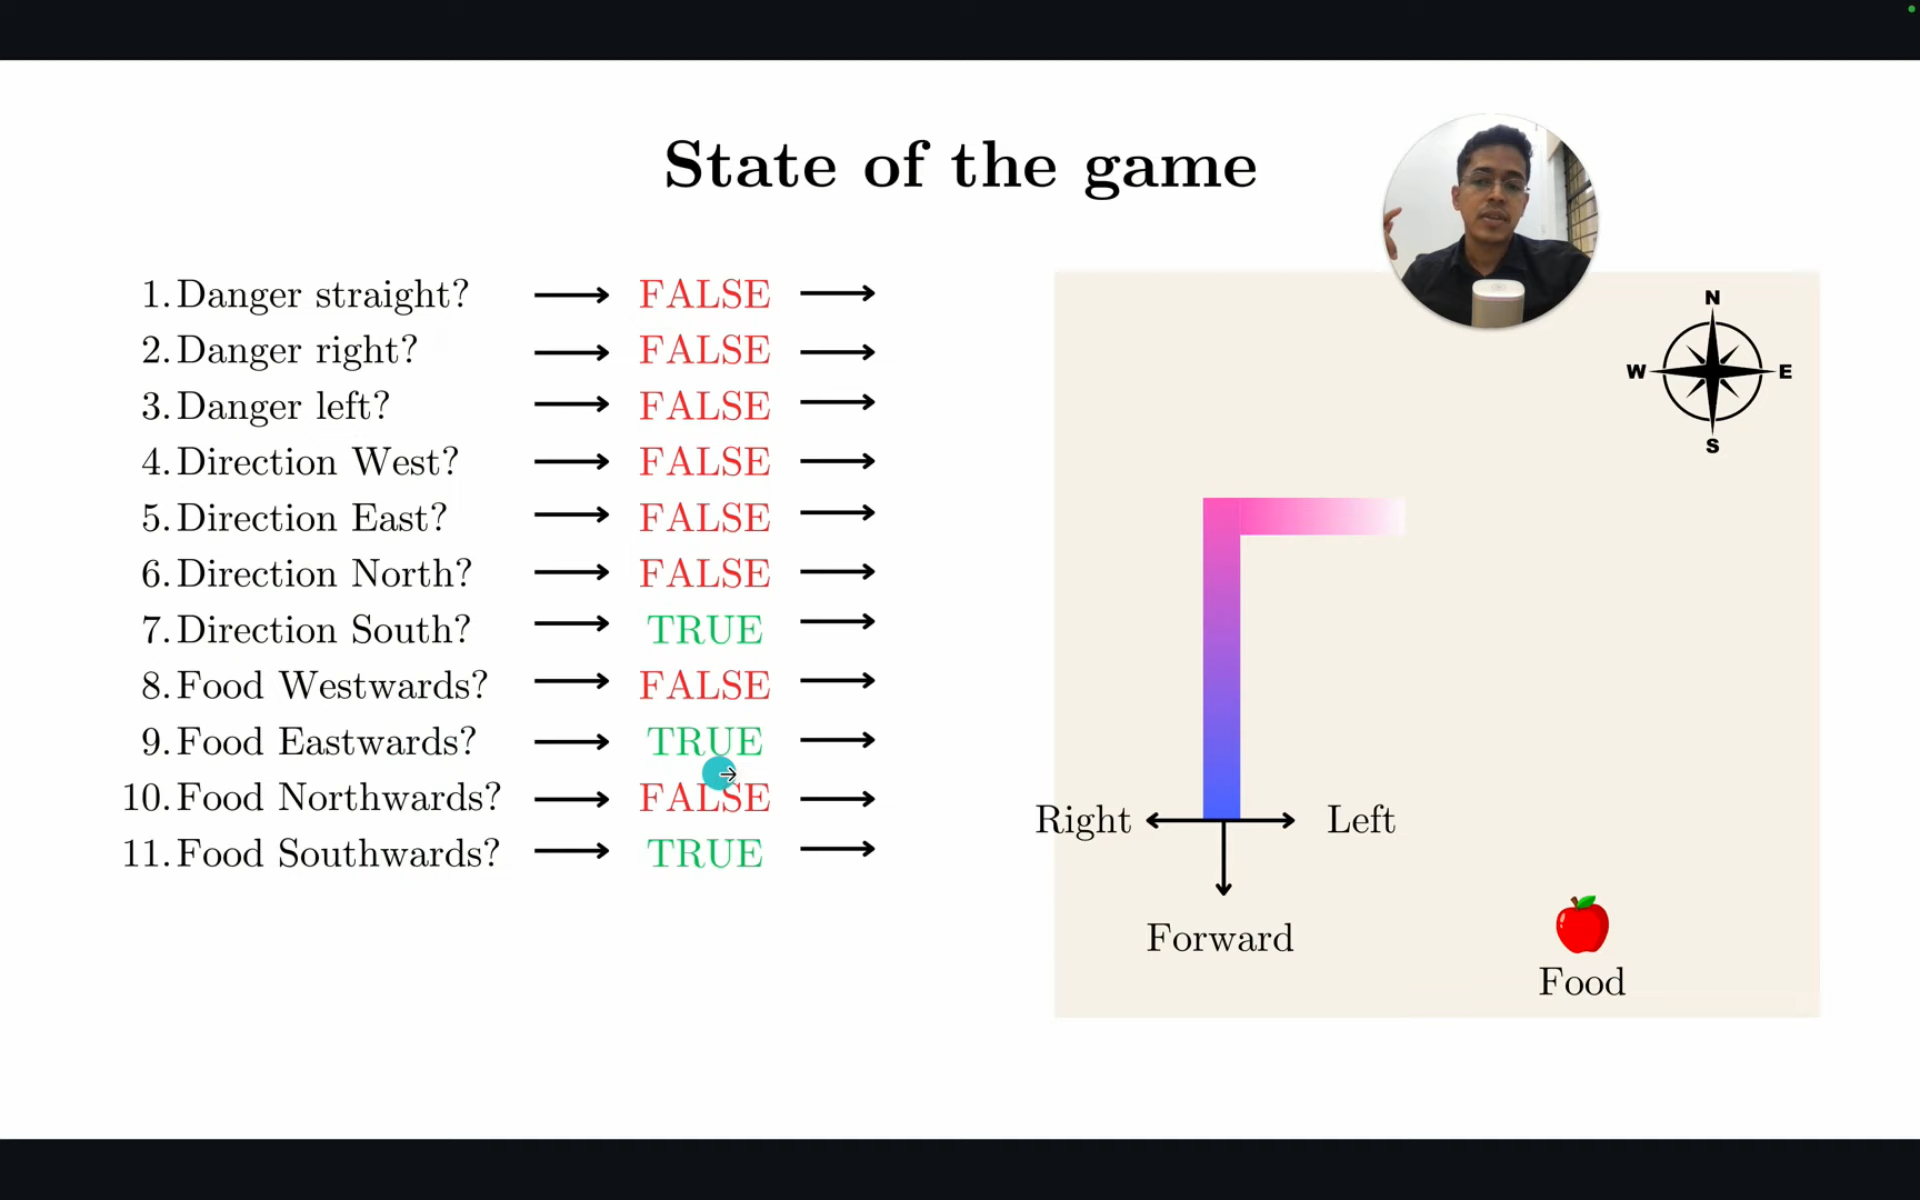 State of the game
1. Danger straight? → FALSE →
2. Danger right? → FALSE →
3. Danger left? → FALSE →
4. Direction West? → FALSE →
5. Direction East? → FALSE →
6. Direction North? → FALSE →
7. Direction South? → TRUE →
8. Food Westwards? → FALSE →
9. Food Eastwards? → TRUE →
10. Food Northwards? → FALSE →
11. Food Southwards? → TRUE →
N
W E
S
Right Left
Forward
Food